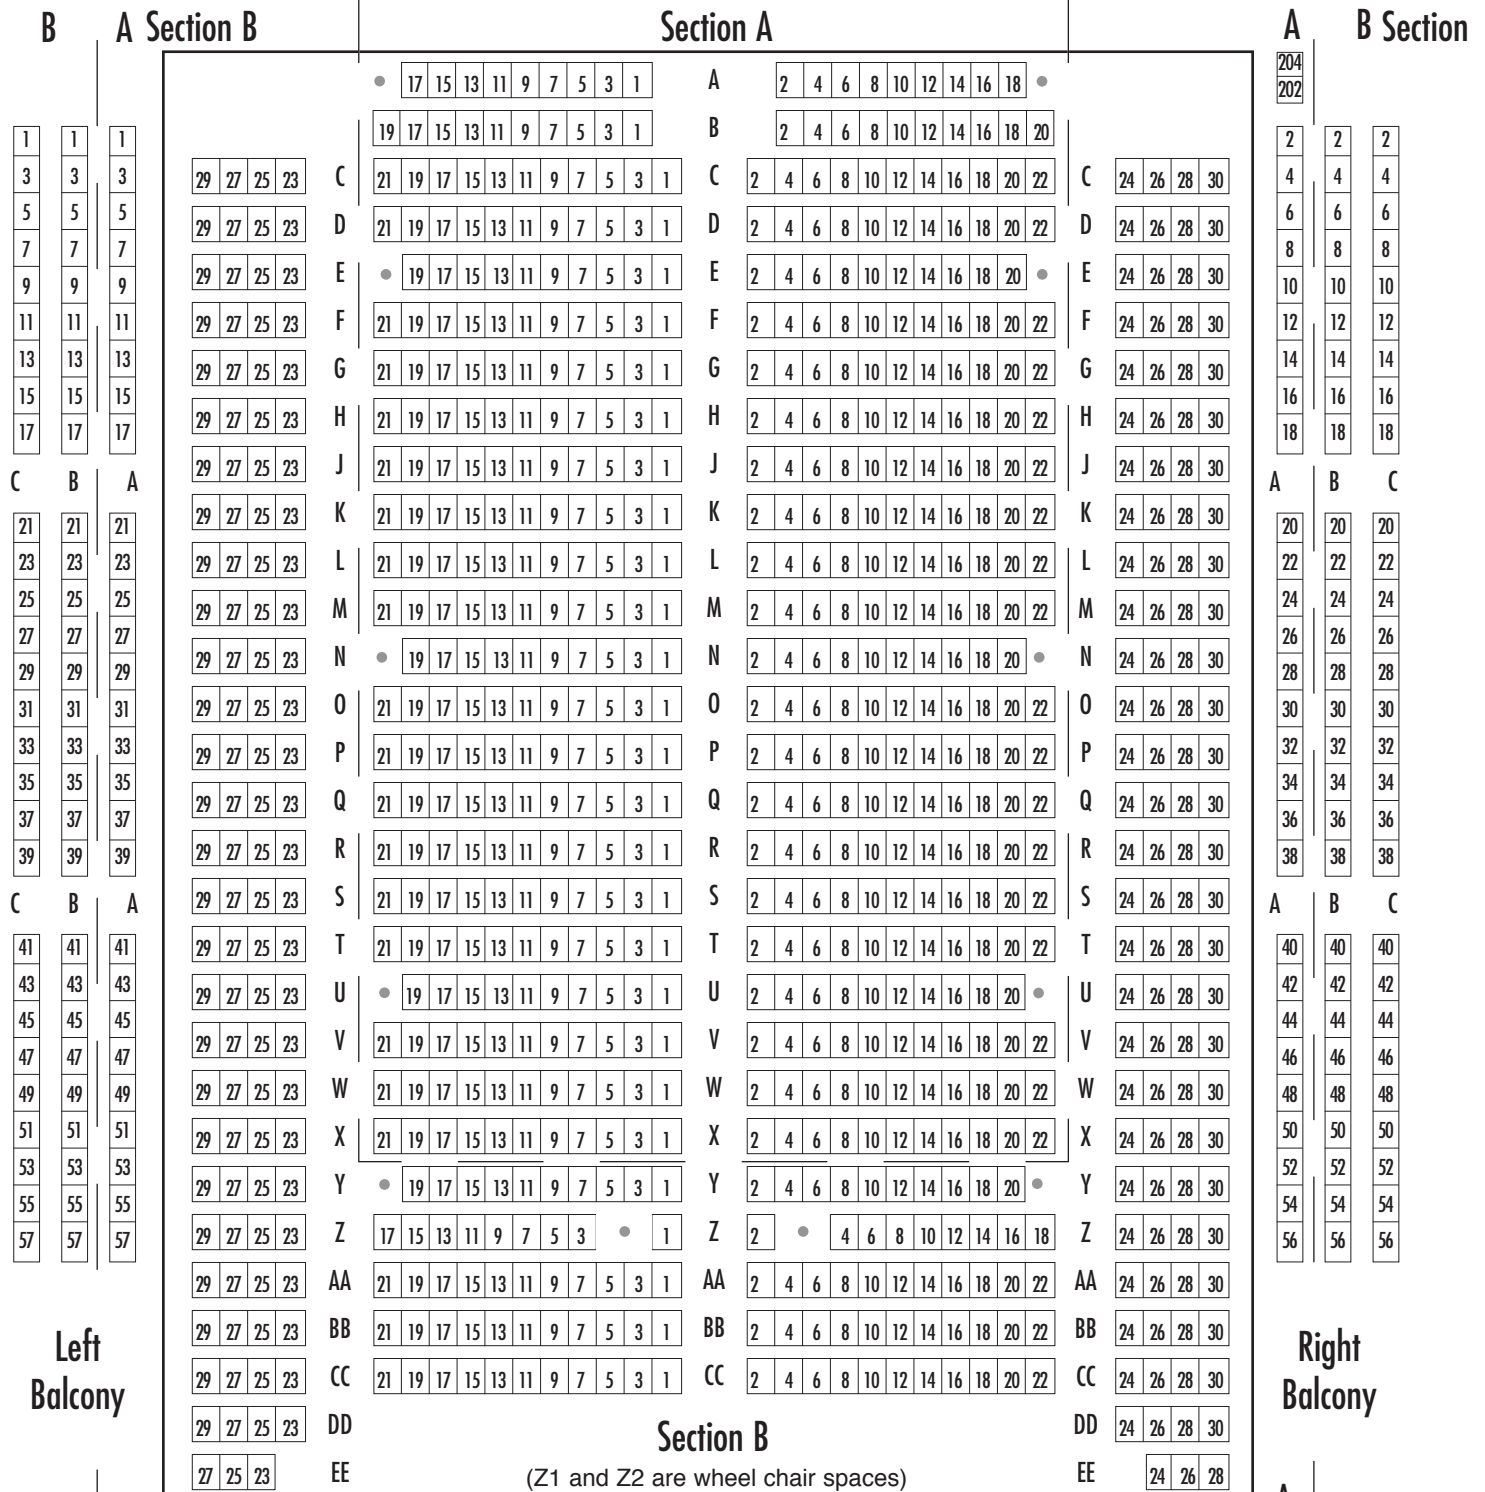 B A Section B Section A A B Section
204
17 15 13 11 9 7 5 3 1 A 2 4 6 8 10 12 14 16 18
202
19 17 15 13 11 9 7 5 3 1 B 2 4 6 8 10 12 14 16 18 20
1 1 1 2 2 2
3 3 3 29 27 25 23 C 21 19 17 15 13 11 9 7 5 3 1 C 2 4 6 8 10 12 14 16 18 20 22 C 24 26 28 30 4 4 4
5 5 5 29 27 25 23 D 21 19 17 15 13 11 9 7 5 3 1 D 2 4 6 8 10 12 14 16 18 20 22 D 24 26 28 30 6 6 6
7 7 7 8 8 8
29 27 25 23 E 19 17 15 13 11 9 7 5 3 1 E 2 4 6 8 10 12 14 16 18 20 E 24 26 28 30
9 9 9 10 10 10
11 11 11 29 27 25 23 F 21 19 17 15 13 11 9 7 5 3 1 F 2 4 6 8 10 12 14 16 18 20 22 F 24 26 28 30 12 12 12
13 13 13 29 27 25 23 G 21 19 17 15 13 11 9 7 5 3 1 G 2 4 6 8 10 12 14 16 18 20 22 G 24 26 28 30 14 14 14
15 15 15 16 16 16
29 27 25 23 H 21 19 17 15 13 11 9 7 5 3 1 H 2 4 6 8 10 12 14 16 18 20 22 H 24 26 28 30
17 17 17 18 18 18
29 27 25 23 J 21 19 17 15 13 11 9 7 5 3 1 J 2 4 6 8 10 12 14 16 18 20 22 J 24 26 28 30
C B A A B C
29 27 25 23 K 21 19 17 15 13 11 9 7 5 3 1 K 2 4 6 8 10 12 14 16 18 20 22 K 24 26 28 30
21 21 21 20 20 20
23 23 23 29 27 25 23 L 21 19 17 15 13 11 9 7 5 3 1 L 2 4 6 8 10 12 14 16 18 20 22 L 24 26 28 30 22 22 22
25 25 25 29 27 25 23 M 21 19 17 15 13 11 9 7 5 3 1 M 2 4 6 8 10 12 14 16 18 20 22 M 24 26 28 30 24 24 24
27 27 27 26 26 26
29 27 25 23 N 19 17 15 13 11 9 7 5 3 1 N 2 4 6 8 10 12 14 16 18 20 N 24 26 28 30
29 29 29 28 28 28
31 31 31 29 27 25 23 O 21 19 17 15 13 11 9 7 5 3 1 O 2 4 6 8 10 12 14 16 18 20 22 O 24 26 28 30 30 30 30
33 33 33 29 27 25 23 P 21 19 17 15 13 11 9 7 5 3 1 P 2 4 6 8 10 12 14 16 18 20 22 P 24 26 28 30 32 32 32
35 35 35 34 34 34
29 27 25 23 Q 21 19 17 15 13 11 9 7 5 3 1 Q 2 4 6 8 10 12 14 16 18 20 22 Q 24 26 28 30
37 37 37 36 36 36
39 39 39 29 27 25 23 R 21 19 17 15 13 11 9 7 5 3 1 R 2 4 6 8 10 12 14 16 18 20 22 R 24 26 28 30 38 38 38
C B A 29 27 25 23 S 21 19 17 15 13 11 9 7 5 3 1 S 2 4 6 8 10 12 14 16 18 20 22 S 24 26 28 30 A B C
41 41 41 29 27 25 23 T 21 19 17 15 13 11 9 7 5 3 1 T 2 4 6 8 10 12 14 16 18 20 22 T 24 26 28 30 40 40 40
43 43 43 29 27 25 23 U 19 17 15 13 11 9 7 5 3 1 U 2 4 6 8 10 12 14 16 18 20 U 24 26 28 30 42 42 42
45 45 45 44 44 44
29 27 25 23 V 21 19 17 15 13 11 9 7 5 3 1 V 2 4 6 8 10 12 14 16 18 20 22 V 24 26 28 30
47 47 47 46 46 46
49 49 49 29 27 25 23 W 21 19 17 15 13 11 9 7 5 3 1 W 2 4 6 8 10 12 14 16 18 20 22 W 24 26 28 30 48 48 48
51 51 51 29 27 25 23 X 21 19 17 15 13 11 9 7 5 3 1 X 2 4 6 8 10 12 14 16 18 20 22 X 24 26 28 30 50 50 50
53 53 53 52 52 52
29 27 25 23 Y 19 17 15 13 11 9 7 5 3 1 Y 2 4 6 8 10 12 14 16 18 20 Y 24 26 28 30
55 55 55 54 54 54
57 57 57 29 27 25 23 Z 17 15 13 11 9 7 5 3 1 Z 2 4 6 8 10 12 14 16 18 Z 24 26 28 30 56 56 56
29 27 25 23 AA 21 19 17 15 13 11 9 7 5 3 1 AA 2 4 6 8 10 12 14 16 18 20 22 AA 24 26 28 30
29 27 25 23 BB 21 19 17 15 13 11 9 7 5 3 1 BB 2 4 6 8 10 12 14 16 18 20 22 BB 24 26 28 30
Left Right
29 27 25 23 CC 21 19 17 15 13 11 9 7 5 3 1 CC 2 4 6 8 10 12 14 16 18 20 22 CC 24 26 28 30
Balcony Balcony
29 27 25 23 DD Section B DD 24 26 28 30
27 25 23 EE (Z1 and Z2 are wheel chair spaces) EE 24 26 28